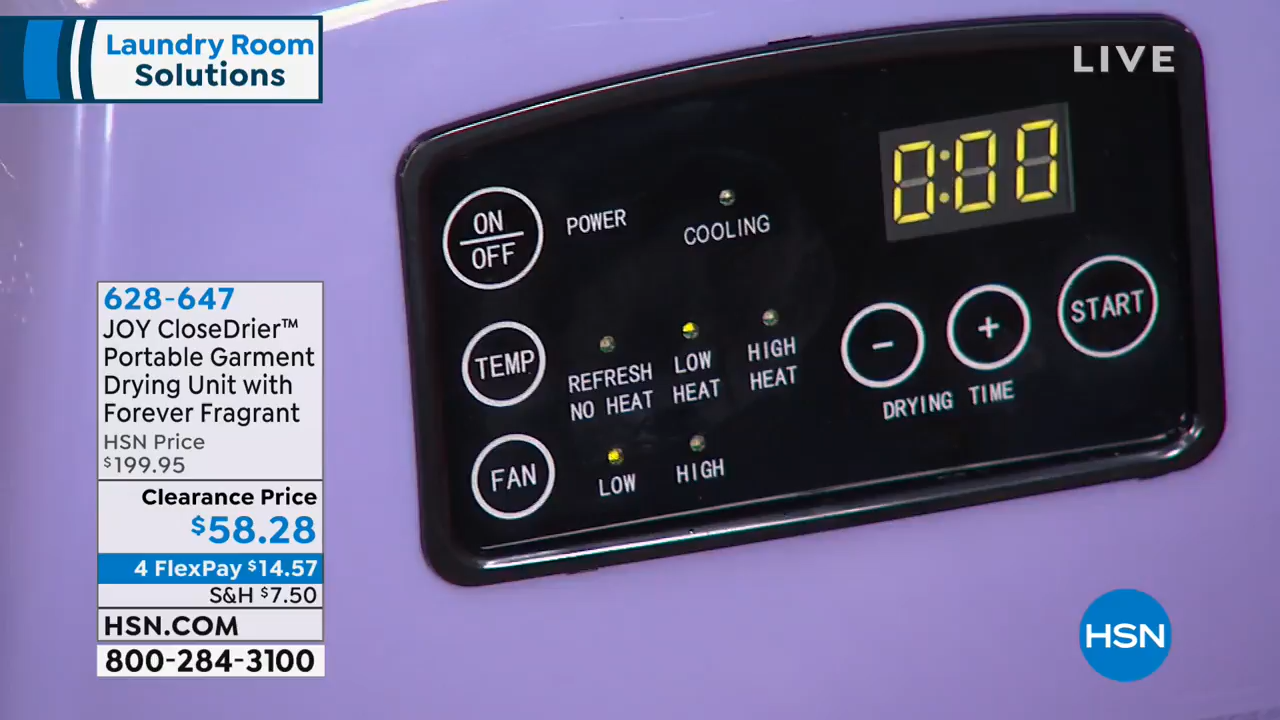 Laundry Room
Solutions
LIVE
0:00
ON
OFF
POWER
COOLING
TEMP
REFRESH
NO HEAT
LOW
HEAT
HIGH
HEAT
-
+
START
DRYING TIME
FAN
LOW
HIGH
628-647
JOY CloseDrier™
Portable Garment
Drying Unit with
Forever Fragrant
HSN Price
$199.95
Clearance Price
$58.28
4 FlexPay $14.57
S&H $7.50
HSN.COM
800-284-3100
HSN